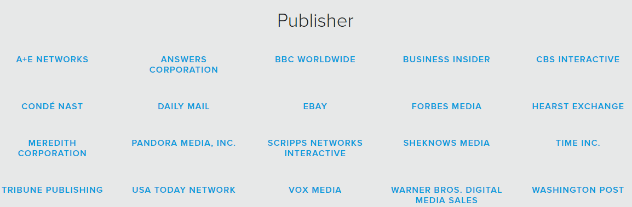 Publisher
A+E NETWORKS
ANSWERS
CORPORATION
BBC WORLDWIDE
BUSINESS INSIDER
CBS INTERACTIVE
CONDÉ NAST
DAILY MAIL
EBAY
FORBES MEDIA
HEARST EXCHANGE
MEREDITH
CORPORATION
PANDORA MEDIA, INC.
SCRIPPS NETWORKS
INTERACTIVE
SHEKNOWS MEDIA
TIME INC.
TRIBUNE PUBLISHING
USA TODAY NETWORK
VOX MEDIA
WARNER BROS. DIGITAL
MEDIA SALES
WASHINGTON POST